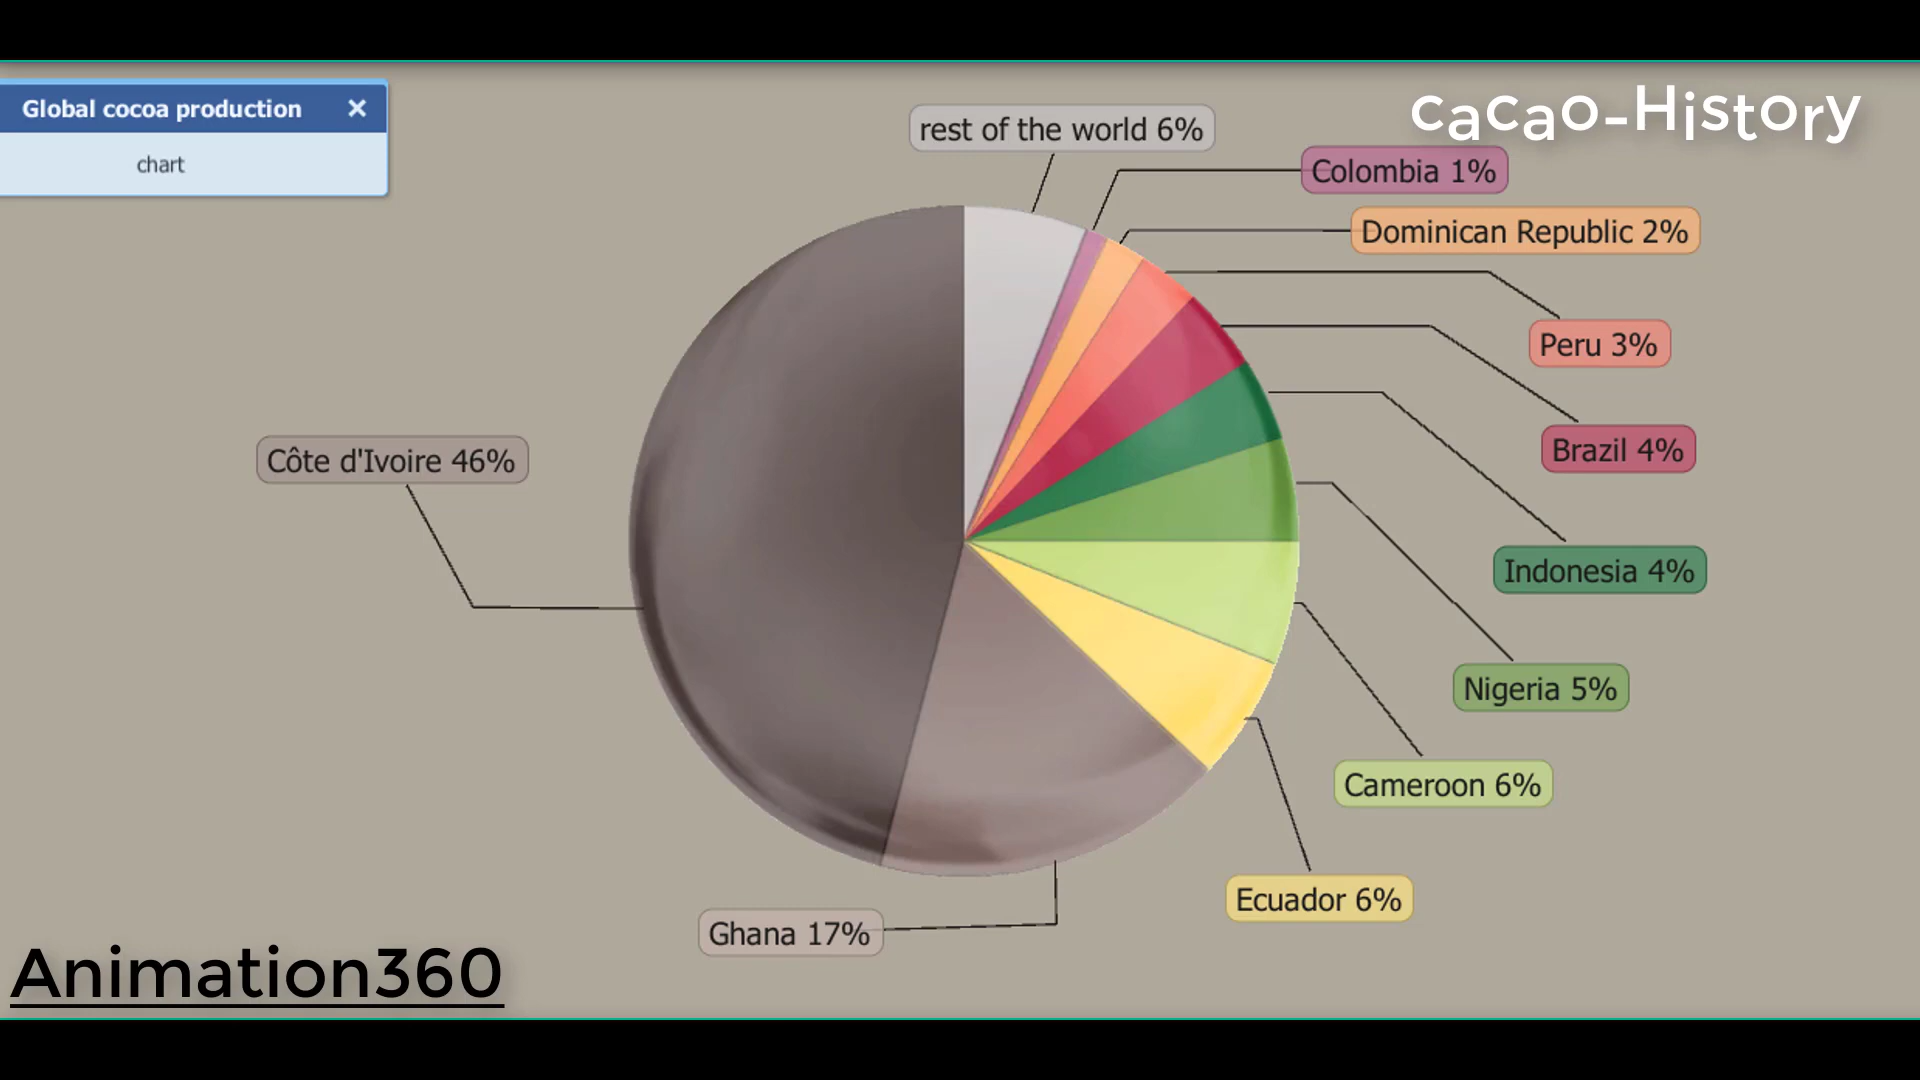 Global cocoa production
chart
cacao-History
rest of the world 6%
Colombia 1%
Dominican Republic 2%
Peru 3%
Brazil 4%
Côte d'Ivoire 46%
Indonesia 4%
Nigeria 5%
Cameroon 6%
Ecuador 6%
Ghana 17%
Animation360